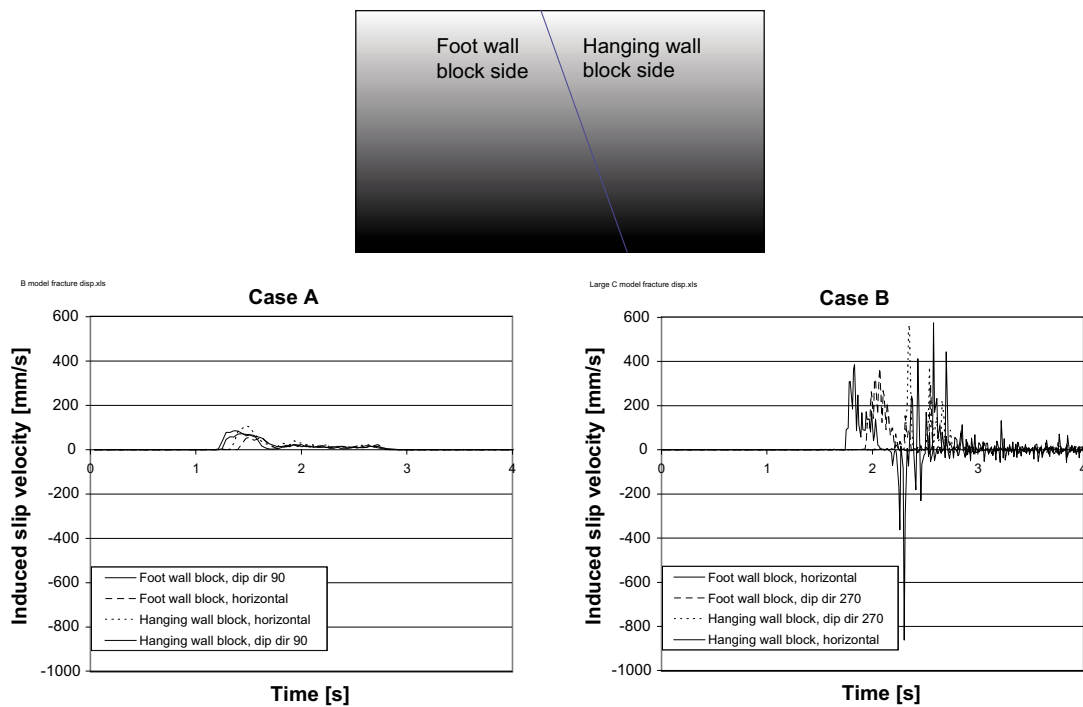 Foot wall
block side
Hanging wall
block side
B model fracture disp.xls
Case A
600
400
200
0
-200
-400
-600
-800
-1000
0
1
2
3
4
Induced slip velocity [mm/s]
Time [s]
Foot wall block, dip dir 90
Foot wall block, horizontal
Hanging wall block, horizontal
Hanging wall block, dip dir 90
Large C model fracture disp.xls
Case B
600
400
200
0
-200
-400
-600
-800
-1000
0
1
2
3
4
Induced slip velocity [mm/s]
Time [s]
Foot wall block, horizontal
Foot wall block, dip dir 270
Hanging wall block, dip dir 270
Hanging wall block, horizontal